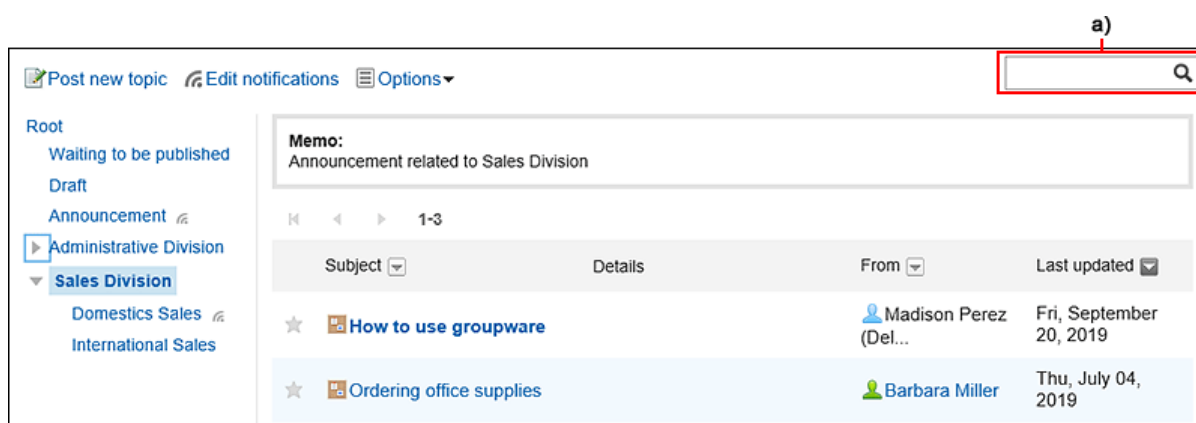 a)
Post new topic Edit notifications Options
Root
Waiting to be published
Draft
Announcement
Administrative Division
Sales Division
Domestics Sales
International Sales
Memo:
Announcement related to Sales Division
1-3
Subject Details From Last updated
How to use groupware Madison Perez Fri, September
(Del... 20, 2019
Ordering office supplies Barbara Miller Thu, July 04,
2019